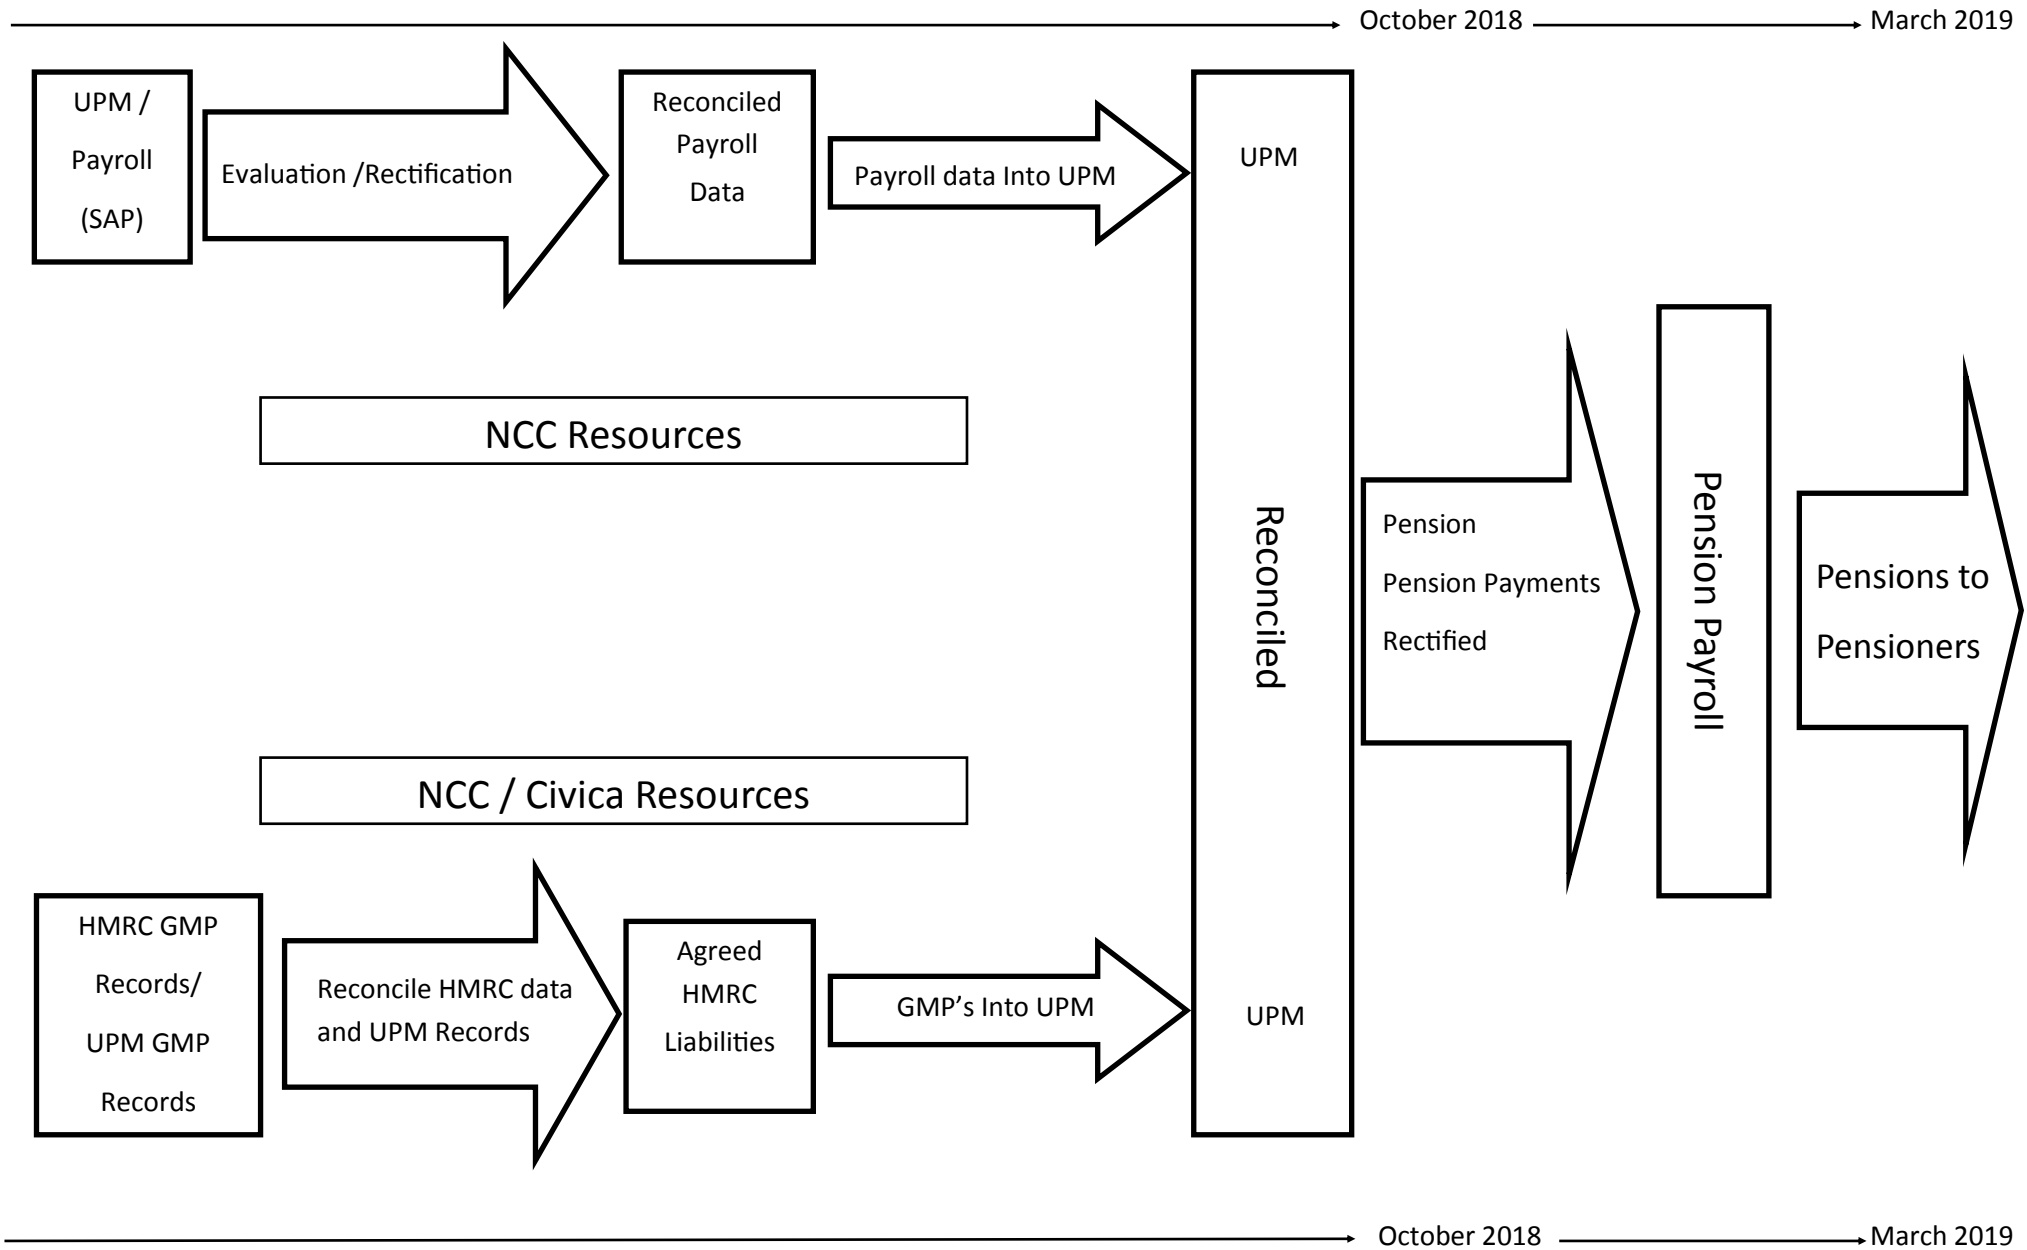 October 2018
March 2019
UPM /
Payroll
(SAP)
Evaluation /Rectification
Reconciled
Payroll
Data
Payroll data Into UPM
UPM
NCC Resources
Reconciled
Pension
Pension Payments
Rectified
Pension Payroll
Pensions to
Pensioners
NCC / Civica Resources
HMRC GMP
Records/
UPM GMP
Records
Reconcile HMRC data
and UPM Records
Agreed
HMRC
Liabilities
GMP’s Into UPM
UPM
October 2018
March 2019